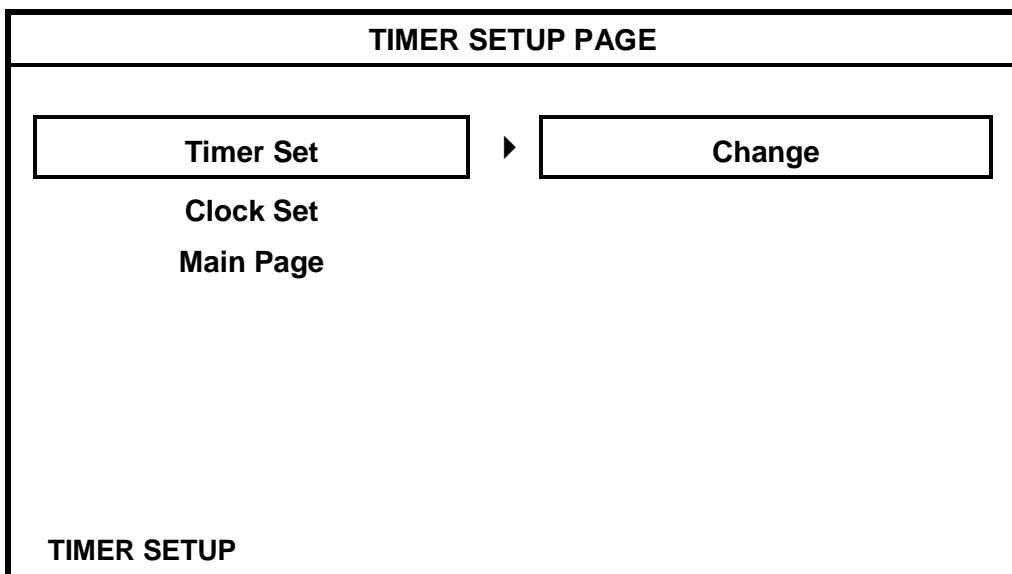 TIMER SETUP PAGE
Timer Set
Change
Clock Set
Main Page
TIMER SETUP